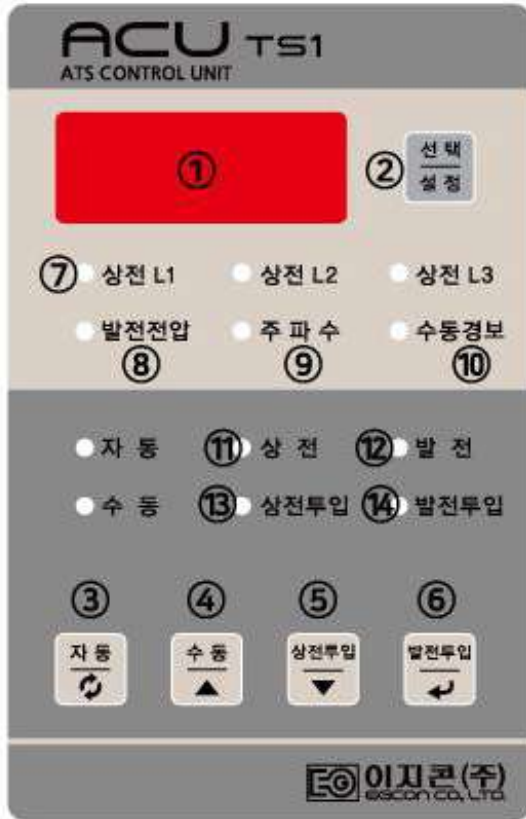 ACU TS1
ATS CONTROL UNIT
① ② 선택
설정
⑦ 상전 L1 상전 L2 상전 L3
발전전압 주 파 수 수동경보
⑧ ⑨ ⑩
자 동 ⑪ 상 전 ⑫ 발 전
수 동 ⑬ 상전투입 ⑭ 발전투입
③ ④ ⑤ ⑥
자 동 수 동 상전투입 발전투입
EG 이지콘(주)
EGCON CO., LTD.